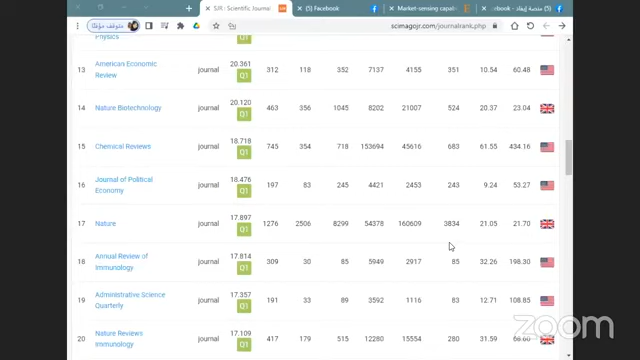 SJR : Scientific Journal
(5) Facebook
Market-sensing capa
cebook - منصة إيفاد (5)
متوقف مؤقتًا
scimagojr.com/journalrank.php
Physics
Q1
13 American Economic Review journal 20.361 Q1 312 118 352 7137 4155 351 10.54 60.48
14 Nature Biotechnology journal 20.120 Q1 463 356 1045 8202 21007 524 20.37 23.04
15 Chemical Reviews journal 18.718 Q1 745 354 718 153694 45616 683 61.55 434.16
16 Journal of Political Economy journal 18.476 Q1 197 83 245 4421 2453 243 9.24 53.27
17 Nature journal 17.897 Q1 1276 2506 8299 54378 160609 3834 21.05 21.70
18 Annual Review of Immunology journal 17.814 Q1 309 30 85 5949 2917 85 32.26 198.30
19 Administrative Science Quarterly journal 17.357 Q1 191 33 89 3592 1116 83 12.71 108.85
20 Nature Reviews Immunology journal 17.109 Q1 417 179 515 12280 15554 280 31.59 68.60
zoom